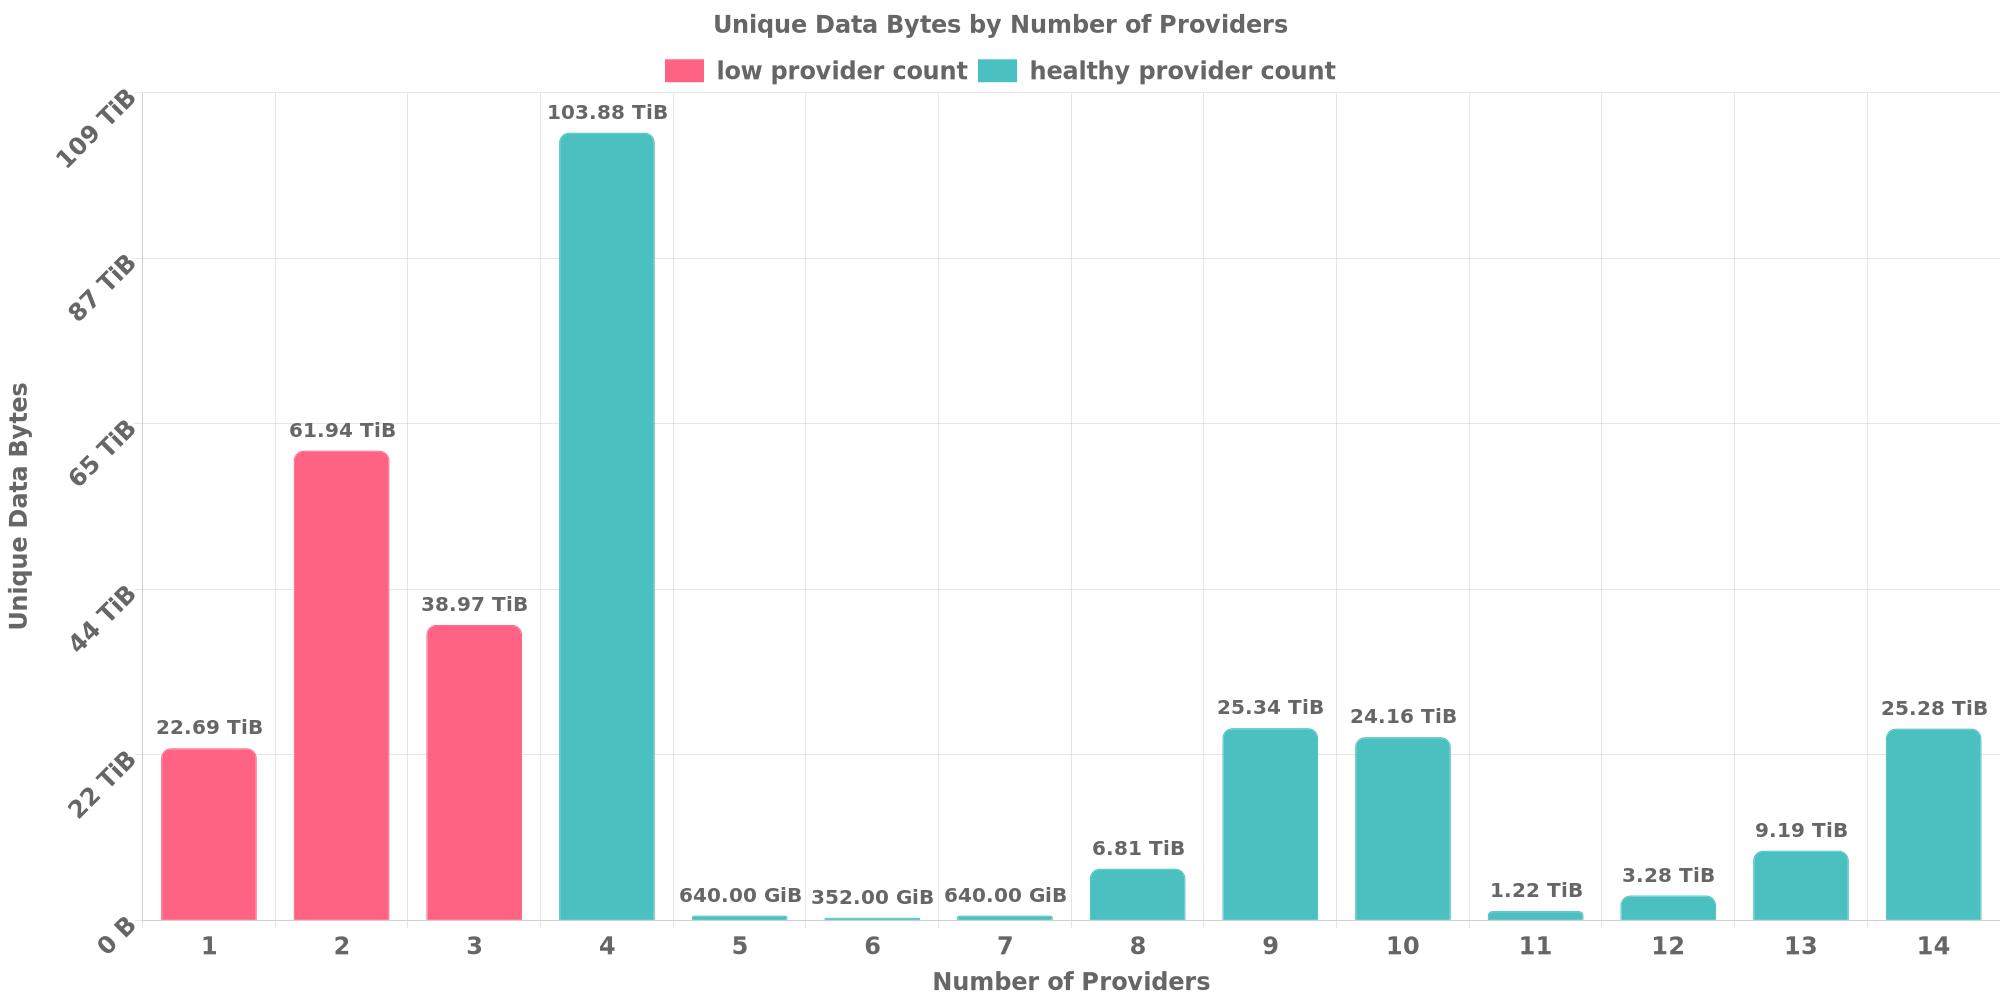 Unique Data Bytes by Number of Providers
low provider count healthy provider count
109 TiB
87 TiB
65 TiB
44 TiB
22 TiB
0 B
Unique Data Bytes
22.69 TiB
61.94 TiB
38.97 TiB
103.88 TiB
640.00 GiB
352.00 GiB
640.00 GiB
6.81 TiB
25.34 TiB
24.16 TiB
1.22 TiB
3.28 TiB
9.19 TiB
25.28 TiB
1 2 3 4 5 6 7 8 9 10 11 12 13 14
Number of Providers